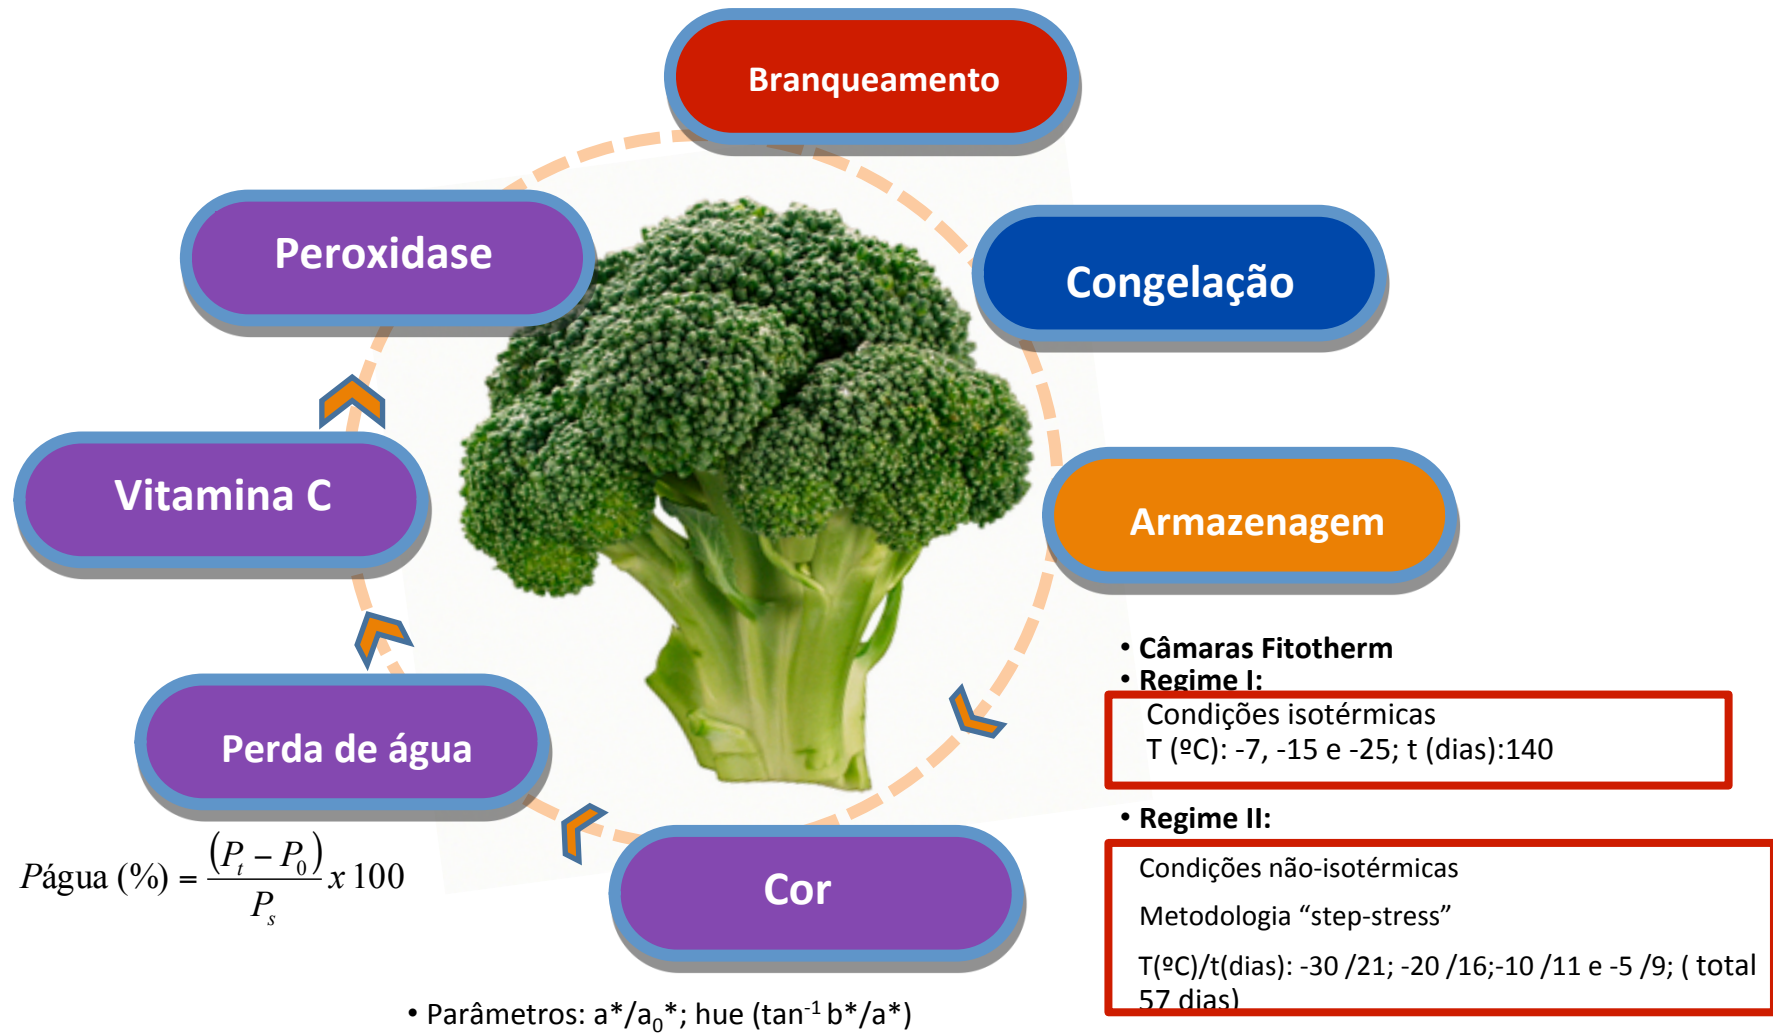 Branqueamento
Peroxidase
Congelação
Vitamina C
Armazenagem
• Câmaras Fitotherm
• Regime I:
Condições isotérmicas
T (ºC): -7, -15 e -25; t (dias):140
Perda de água
Págua (%) = (Pt − P0) / Ps x 100
• Regime II:
Condições não-isotérmicas
Metodologia “step-stress”
T(ºC)/t(dias): -30 /21; -20 /16;-10 /11 e -5 /9; ( total
57 dias)
Cor
• Parâmetros: a*/a₀*; hue (tan⁻¹ b*/a*)